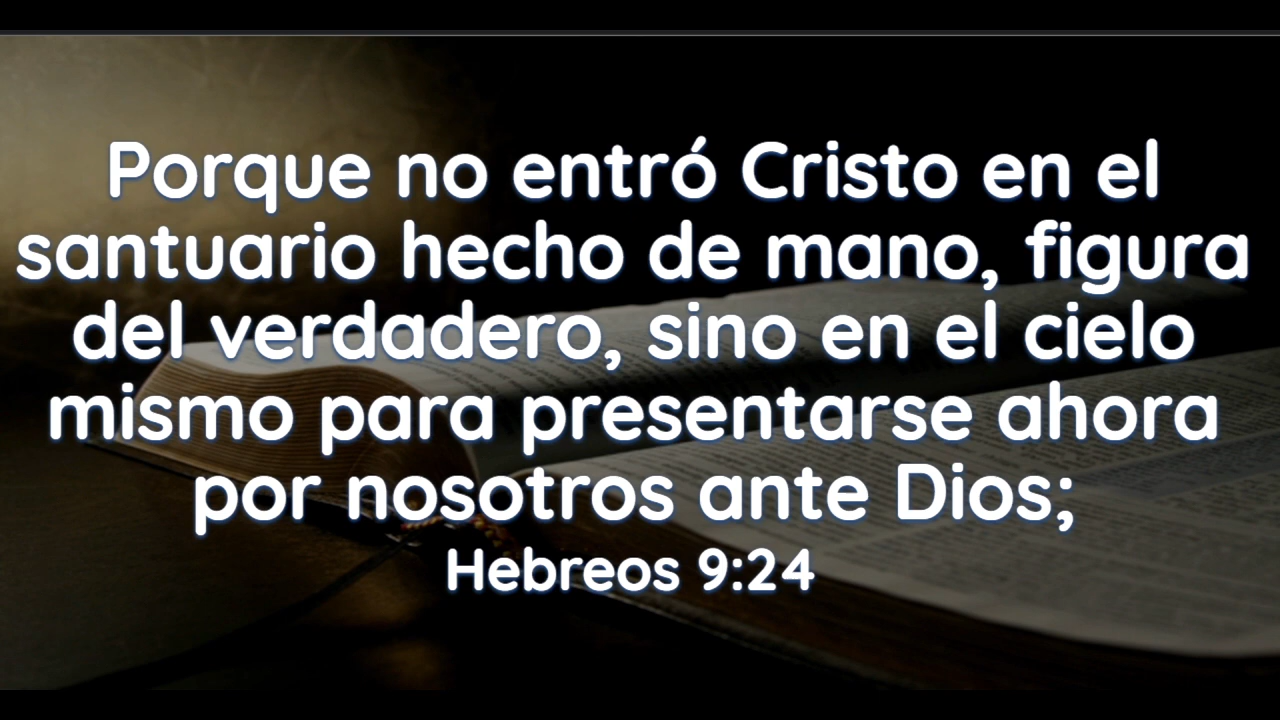 Porque no entró Cristo en el
santuario hecho de mano, figura
del verdadero, sino en el cielo
mismo para presentarse ahora
por nosotros ante Dios;
Hebreos 9:24